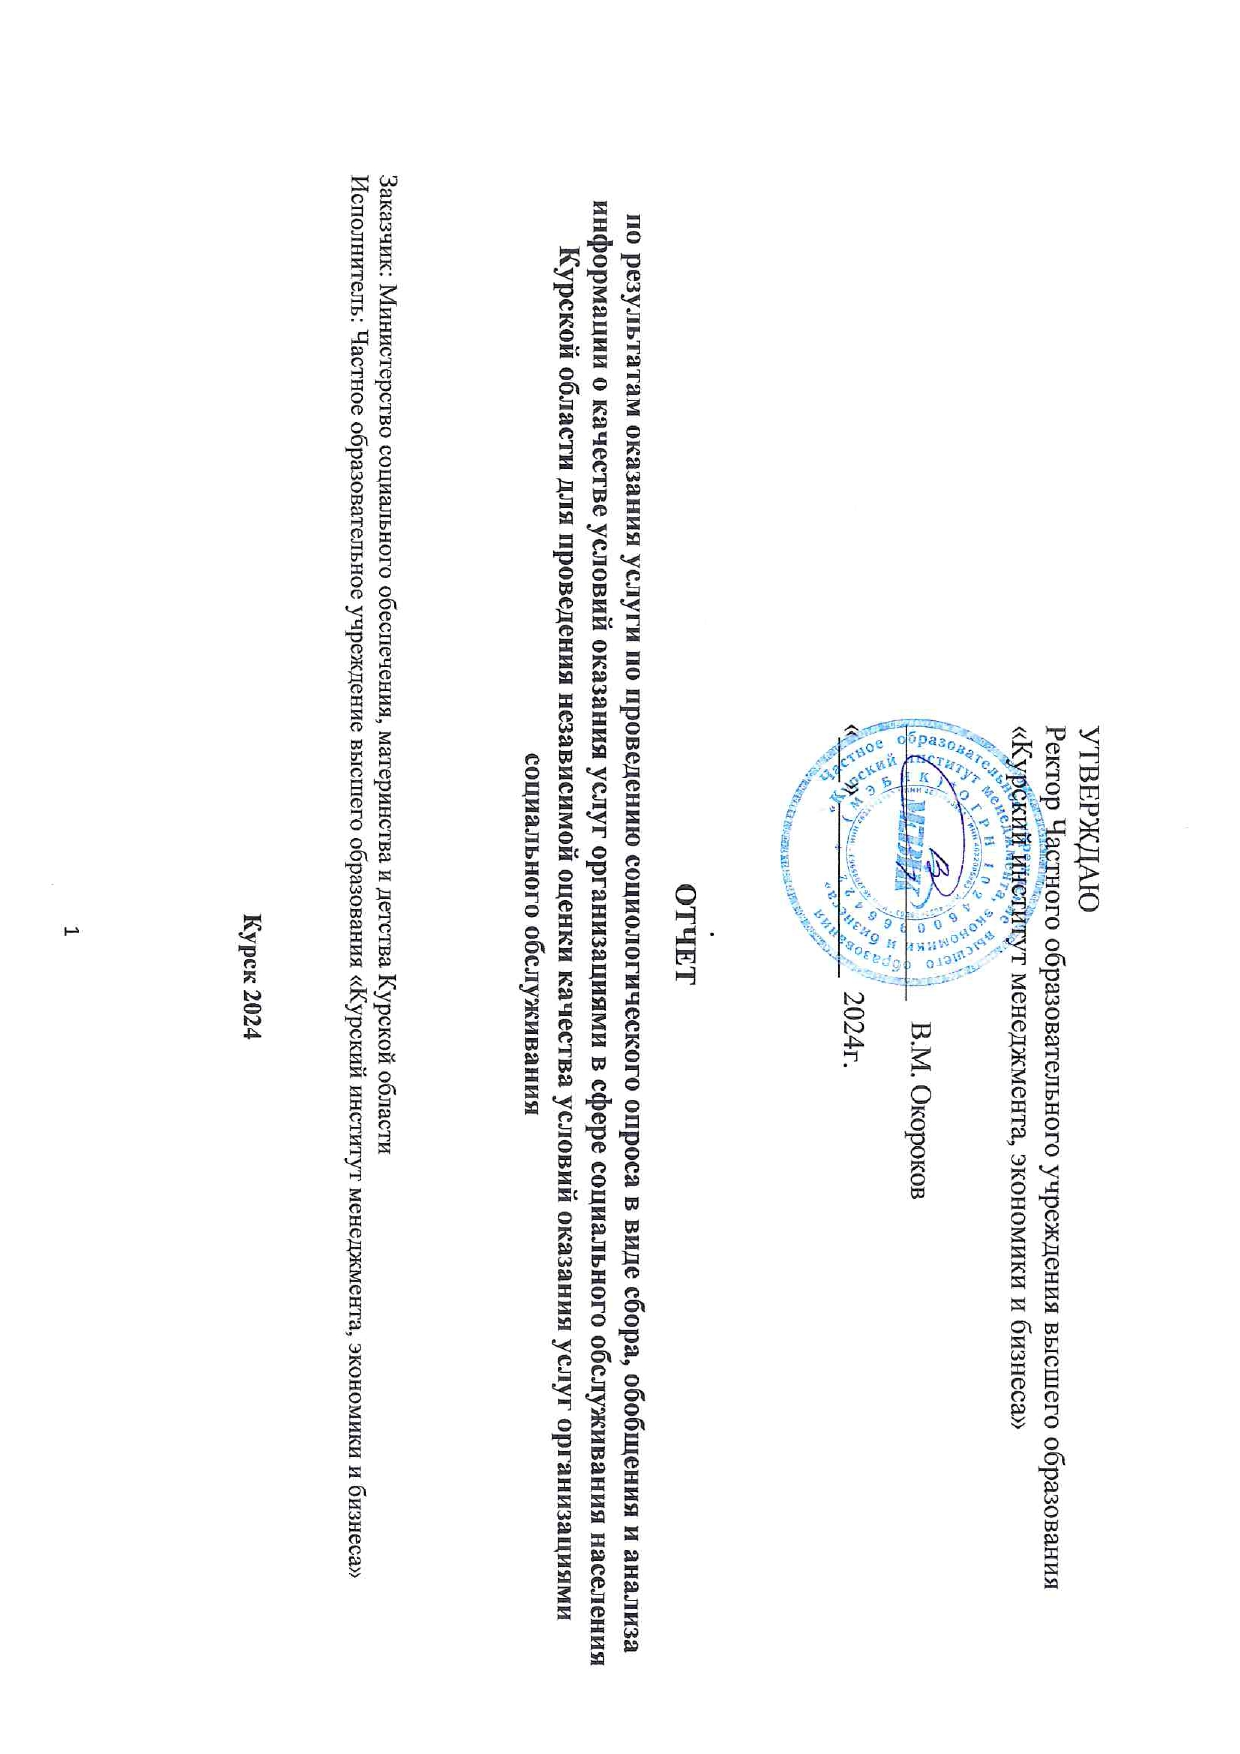 УТВЕРЖДАЮ
Ректор Частного образовательного учреждения высшего образования
«Курский институт менеджмента, экономики и бизнеса»
В.М. Окороков
« » 2024г.
ОТЧЕТ
по результатам оказания услуги по проведению социологического опроса в виде сбора, обобщения и анализа
информации о качестве условий оказания услуг организациями в сфере социального обслуживания населения
Курской области для проведения независимой оценки качества условий оказания услуг организациями
социального обслуживания
Заказчик: Министерство социального обеспечения, материнства и детства Курской области
Исполнитель: Частное образовательное учреждение высшего образования «Курский институт менеджмента, экономики и бизнеса»
Курск 2024
1